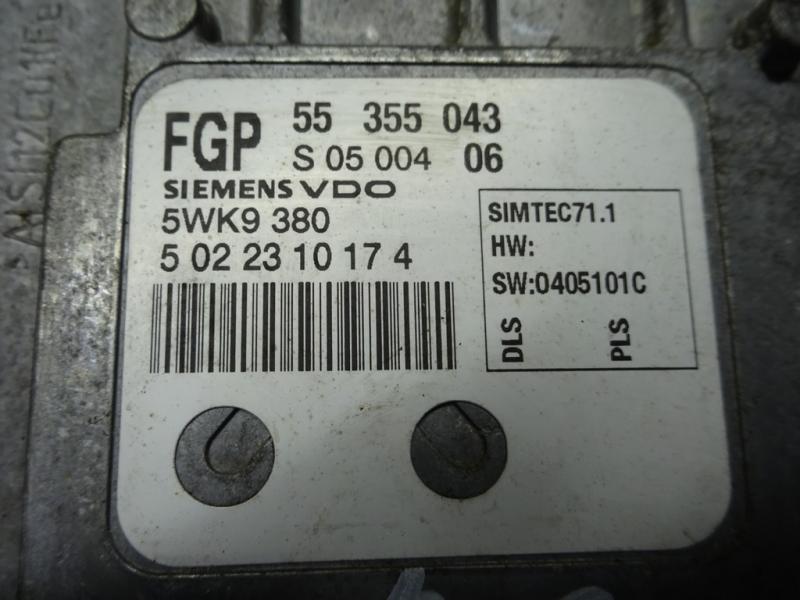 FGP 55 355 043
S 05 004 06
SIEMENS VDO
5WK9 380
5 02 23 10 17 4
SIMTEC71.1
HW:
SW:0405101C
DLS PLS